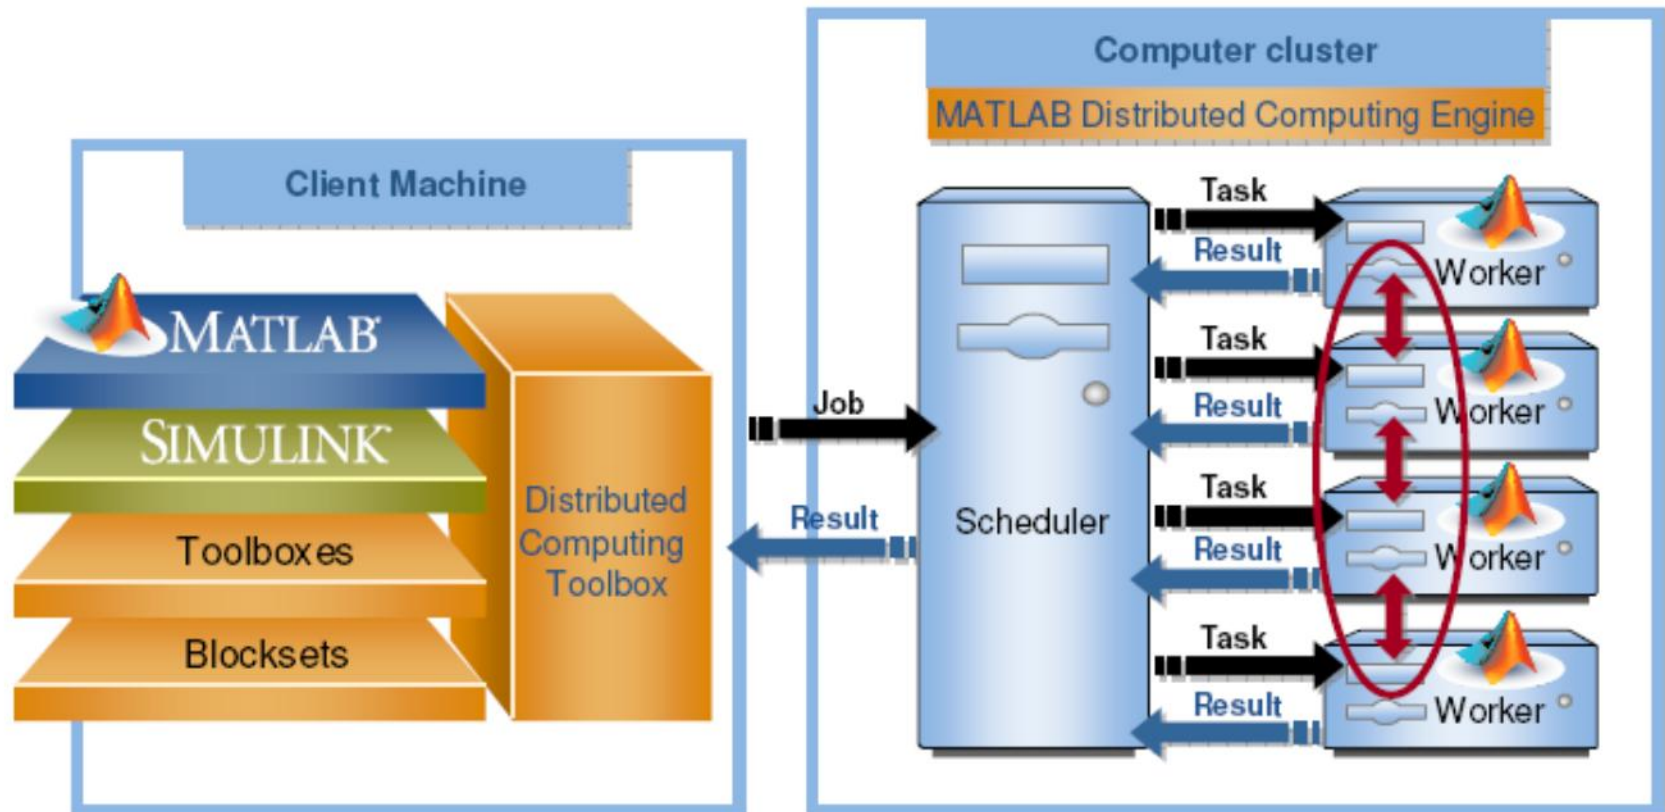 Computer cluster
MATLAB Distributed Computing Engine
Client Machine
MATLAB®
SIMULINK®
Toolboxes
Blocksets
Distributed
Computing
Toolbox
Job
Result
Scheduler
Task
Result
Worker
Task
Result
Worker
Task
Result
Worker
Task
Result
Worker